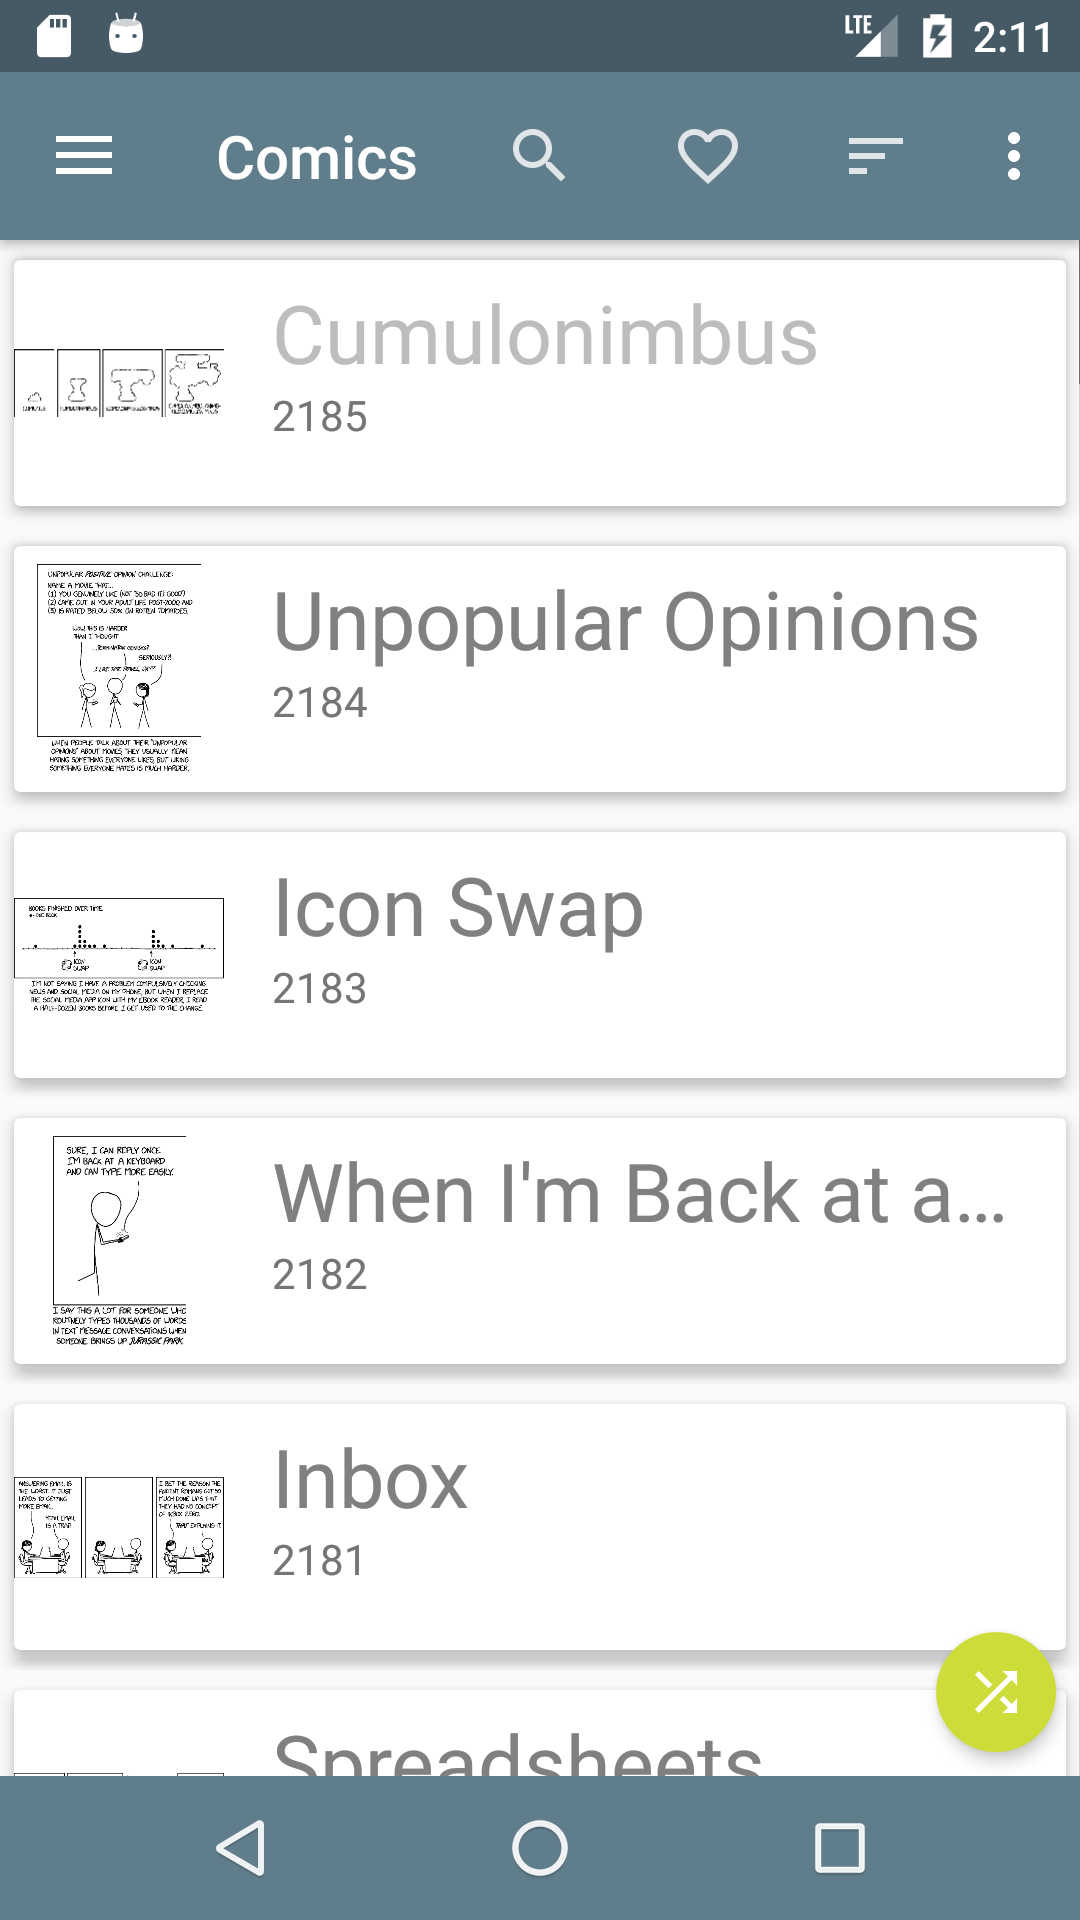 LTE
2:11
Comics
Cumulonimbus
2185
UNPOPULAR POSITIVE OPINION CHALLENGE:
NAME A MOVIE THAT...
(1) YOU GENUINELY LIKE (NOT "SO BAD IT'S GOOD")
(2) CAME OUT IN YOUR ADULT LIFE POST-2000, AND
(3) IS RATED BELOW 50% ON ROTTEN TOMATOES.
WOW, THIS IS HARDER
THAN I THOUGHT.
SERIOUSLY?!
WHEN PEOPLE TALK ABOUT THEIR "UNPOPULAR
OPINIONS" ABOUT MOVIES, THEY USUALLY MEAN
HATING SOMETHING EVERYONE LIKES, BUT LIKING
SOMETHING EVERYONE HATES IS MUCH HARDER.
Unpopular Opinions
2184
BOOKS FINISHED OVER TIME
ICON
SWAP
ICON
SWAP
I'M NOT SAYING I HAVE A PROBLEM COMPULSIVELY CHECKING
NEWS AND SOCIAL MEDIA ON MY PHONE, BUT WHEN I REPLACE
THE SOCIAL MEDIA APP ICON WITH MY EBOOK READER, I READ
A HALF-DOZEN BOOKS BEFORE I GET USED TO THE CHANGE.
Icon Swap
2183
SURE, I CAN REPLY ONCE
I'M BACK AT A KEYBOARD
AND CAN TYPE MORE EASILY.
I SAY THIS A LOT FOR SOMEONE WHO
ROUTINELY TYPES THOUSANDS OF WORDS
IN TEXT MESSAGE CONVERSATIONS WHEN
SOMEONE BRINGS UP JURASSIC PARK.
When I'm Back at a...
2182
ANSWERING EMAIL IS
THE WORST. IT JUST
LEADS TO GETTING
MORE EMAIL.
YEAH, EMAIL
IS A TRAP.
I BET THE REASON THE
ANCIENT ROMANS GOT SO
MUCH DONE WAS THAT
THEY HAD NO CONCEPT
OF INBOX ZERO.
THAT EXPLAINS IT.
Inbox
2181
Spreadsheets